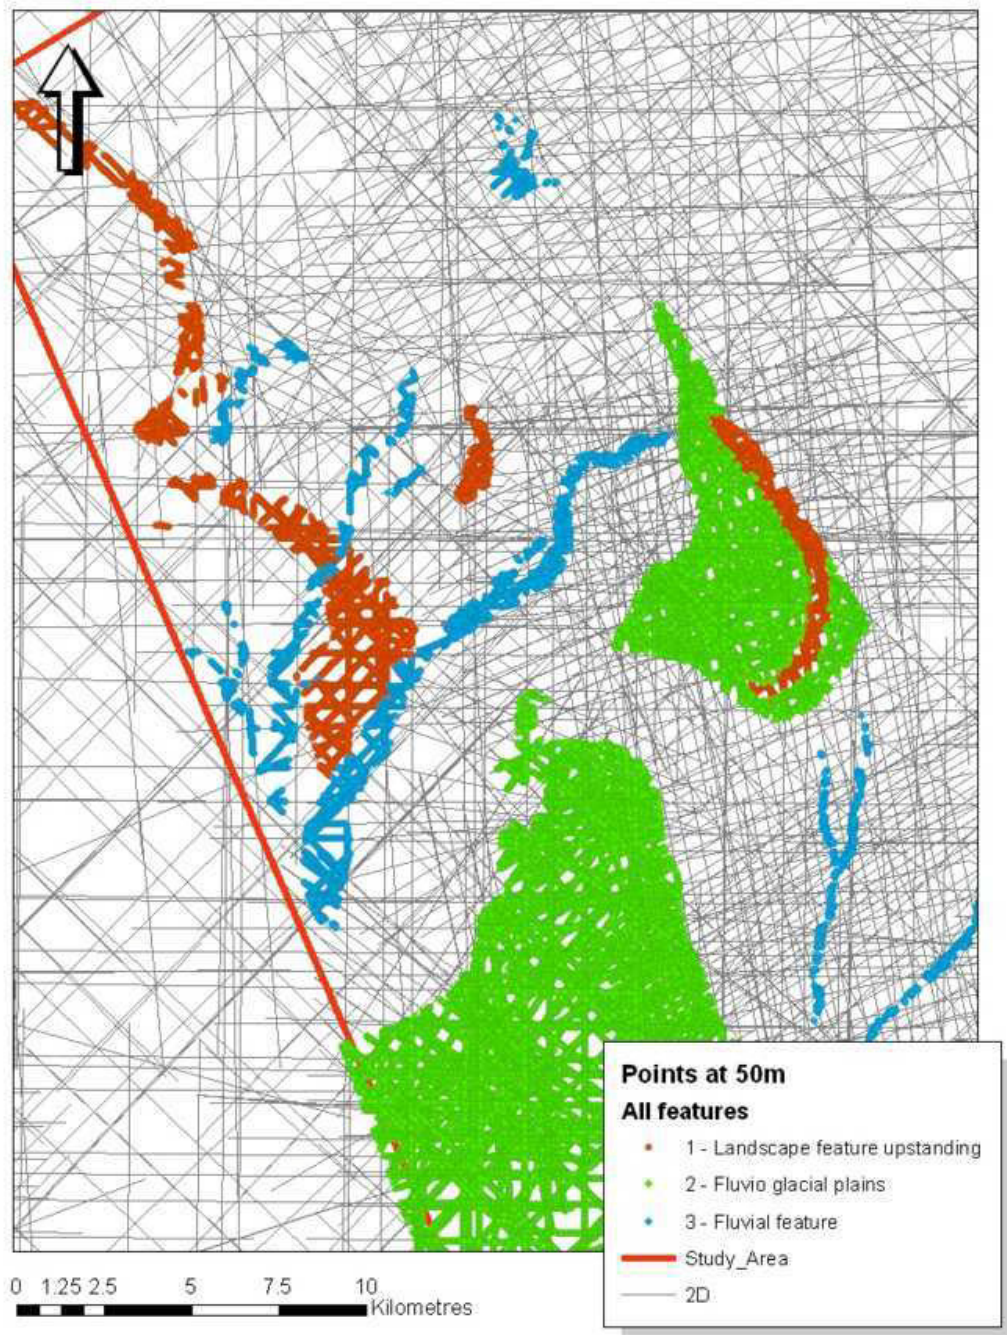 Points at 50m
All features
1 - Landscape feature upstanding
2 - Fluvio glacial plains
3 - Fluvial feature
Study_Area
2D
0 1.25 2.5 5 7.5 10
Kilometres